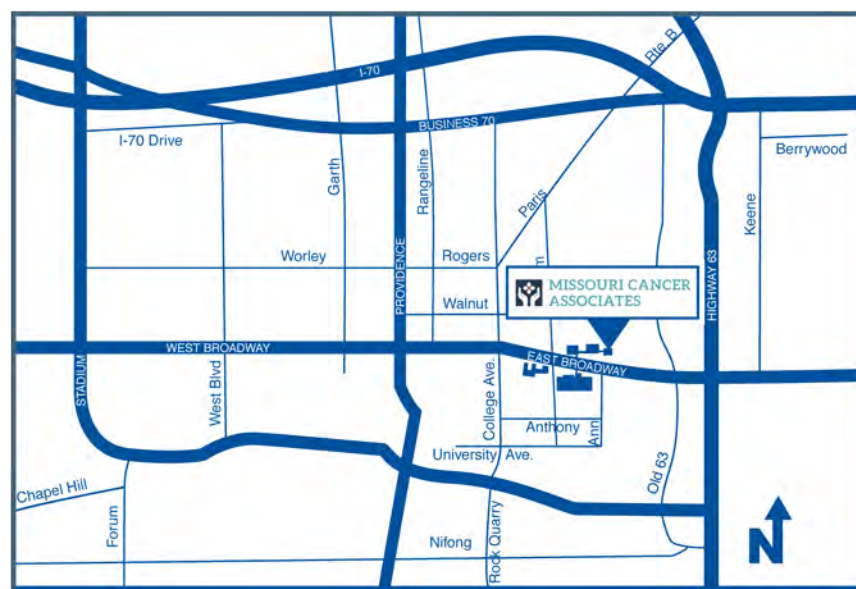 Rte. B
I-70
BUSINESS 70
I-70 Drive
Berrywood
Garth
Rangeline
Paris
Keene
Worley
Rogers
PROVIDENCE
HIGHWAY 63
Walnut
MISSOURI CANCER
ASSOCIATES
WEST BROADWAY
EAST BROADWAY
STADIUM
West Blvd
College Ave.
Anthony
Ann
University Ave.
Old 63
Chapel Hill
Forum
Nifong
Rock Quarry
N